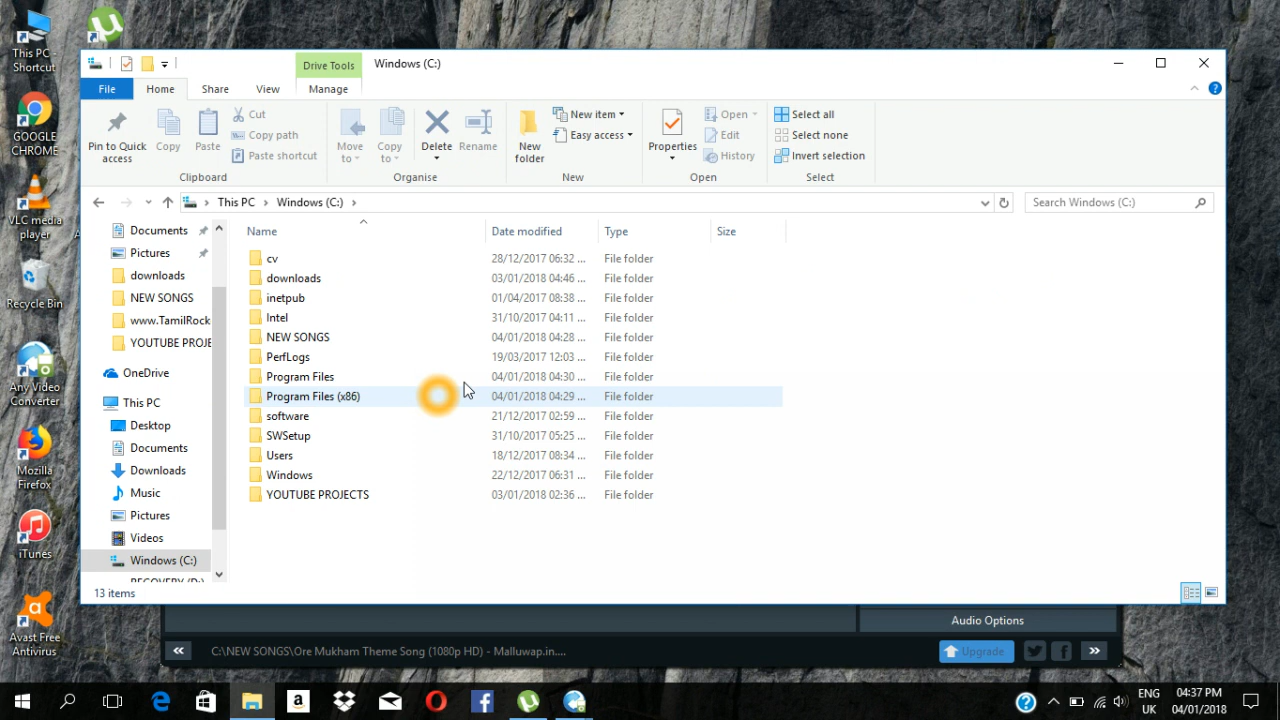 This PC -
Shortcut
GOOGLE
CHROME
VLC media
player
Recycle Bin
Any Video
Converter
Mozilla
Firefox
iTunes
Avast Free
Antivirus
Drive Tools
Windows (C:)
File
Home
Share
View
Manage
Pin to Quick
access
Copy
Paste
Cut
Copy path
Paste shortcut
Clipboard
Move
to
Copy
to
Delete
Rename
Organise
New
folder
New item
Easy access
New
Properties
Open
Edit
History
Open
Select all
Select none
Invert selection
Select
This PC > Windows (C:) >
Search Windows (C:)
Documents
Pictures
downloads
NEW SONGS
www.TamilRock
YOUTUBE PROJE
OneDrive
This PC
Desktop
Documents
Downloads
Music
Pictures
Videos
Windows (C:)
RECOVERY (D:)
Name Date modified Type Size
cv 28/12/2017 06:32 ... File folder
downloads 03/01/2018 04:46 ... File folder
inetpub 01/04/2017 08:38 ... File folder
Intel 31/10/2017 04:11 ... File folder
NEW SONGS 04/01/2018 04:28 ... File folder
PerfLogs 19/03/2017 12:03 ... File folder
Program Files 04/01/2018 04:30 ... File folder
Program Files (x86) 04/01/2018 04:29 ... File folder
software 21/12/2017 02:59 ... File folder
SWSetup 31/10/2017 05:25 ... File folder
Users 18/12/2017 08:34 ... File folder
Windows 22/12/2017 06:31 ... File folder
YOUTUBE PROJECTS 03/01/2018 02:36 ... File folder
13 items
Audio Options
C:\NEW SONGS\Ore Mukham Theme Song (1080p HD) - Malluwap.in....
Upgrade
ENG
UK
04:37 PM
04/01/2018